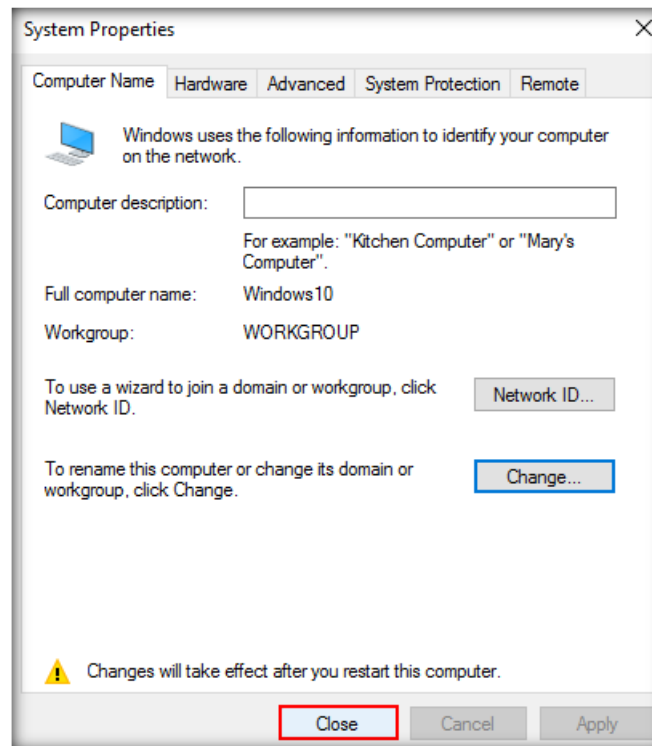 System Properties
Computer Name Hardware Advanced System Protection Remote
Windows uses the following information to identify your computer
on the network.
Computer description:
For example: "Kitchen Computer" or "Mary's
Computer".
Full computer name: Windows10
Workgroup: WORKGROUP
To use a wizard to join a domain or workgroup, click
Network ID.
Network ID...
To rename this computer or change its domain or
workgroup, click Change.
Change...
Changes will take effect after you restart this computer.
Close Cancel Apply